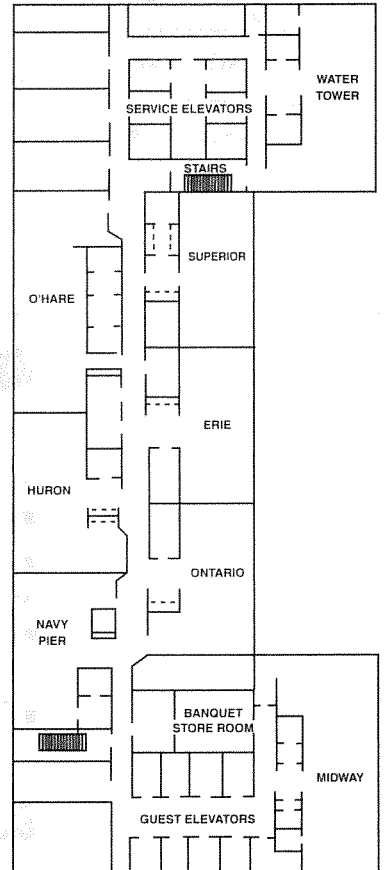 WATER
TOWER
SERVICE ELEVATORS
STAIRS
SUPERIOR
O'HARE
ERIE
HURON
ONTARIO
NAVY
PIER
BANQUET
STORE ROOM
MIDWAY
GUEST ELEVATORS